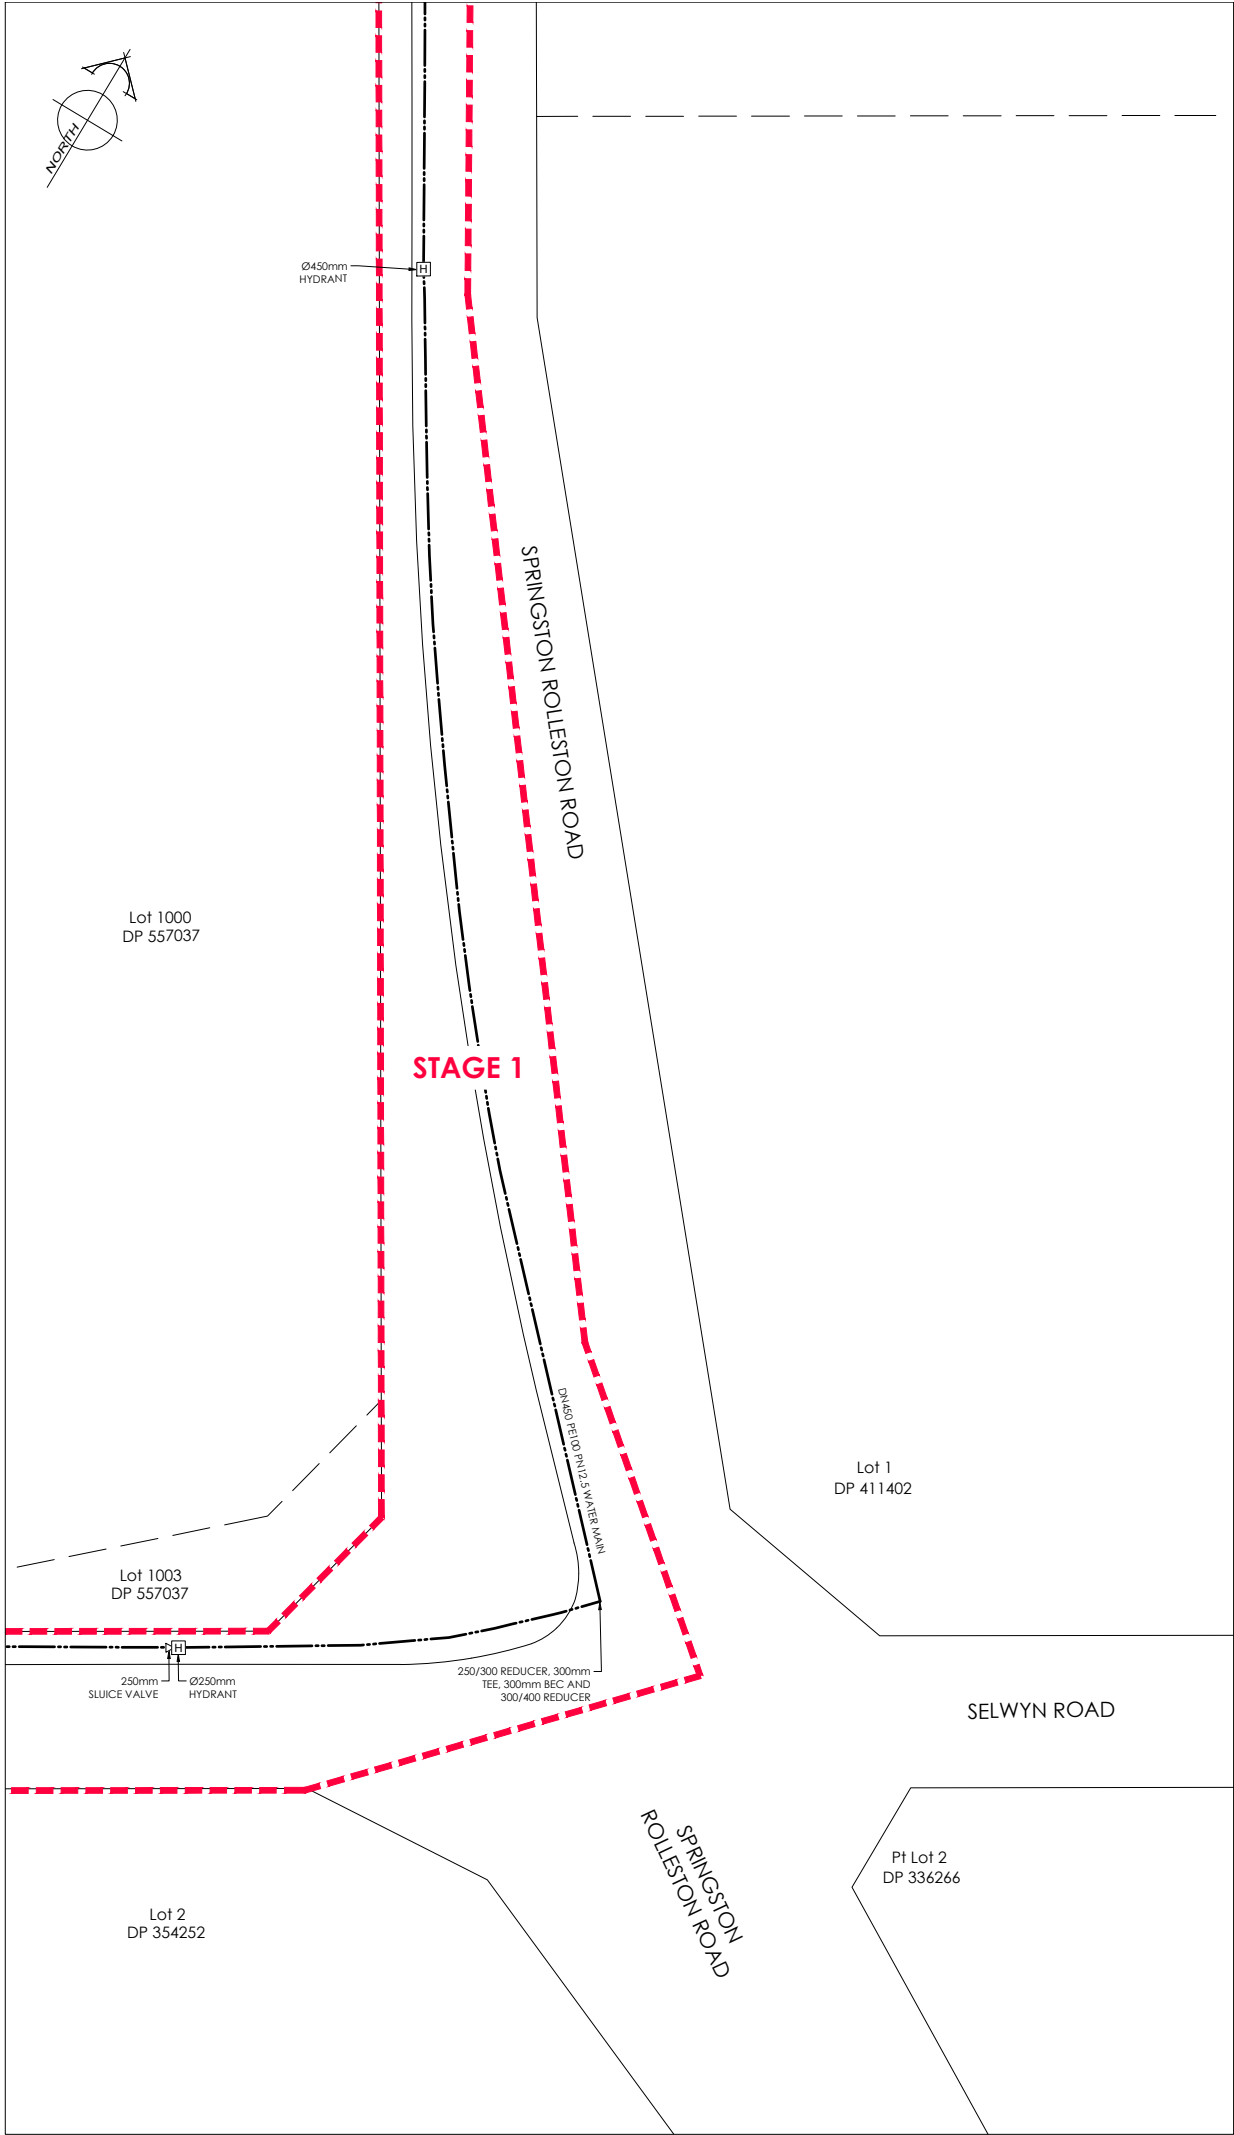 NORTH
Ø450mm
HYDRANT
H
SPRINGSTON ROLLESTON ROAD
Lot 1000
DP 557037
STAGE 1
DN450 PE100 PN12.5 WATER MAIN
Lot 1
DP 411402
Lot 1003
DP 557037
H
250mm
SLUICE VALVE
Ø250mm
HYDRANT
250/300 REDUCER, 300mm
TEE, 300mm BEC AND
300/400 REDUCER
SELWYN ROAD
SPRINGSTON
ROLLESTON ROAD
Pt Lot 2
DP 336266
Lot 2
DP 354252